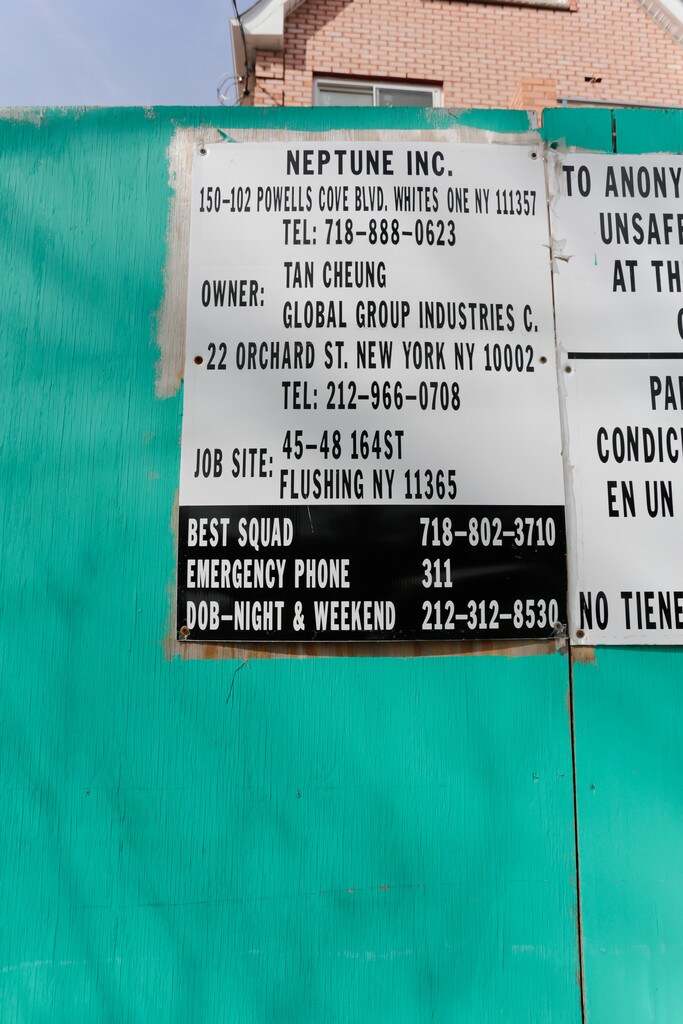 NEPTUNE INC.
150-102 POWELLS COVE BLVD. WHITES ONE NY 111357
TEL: 718-888-0623
OWNER: TAN CHEUNG
GLOBAL GROUP INDUSTRIES C.
22 ORCHARD ST. NEW YORK NY 10002
TEL: 212-966-0708
JOB SITE: 45-48 164ST
FLUSHING NY 11365
BEST SQUAD 718-802-3710
EMERGENCY PHONE 311
DOB-NIGHT & WEEKEND 212-312-8530
TO ANONY
UNSAFE
AT TH
PAR
CONDIC
EN UN
NO TIENE